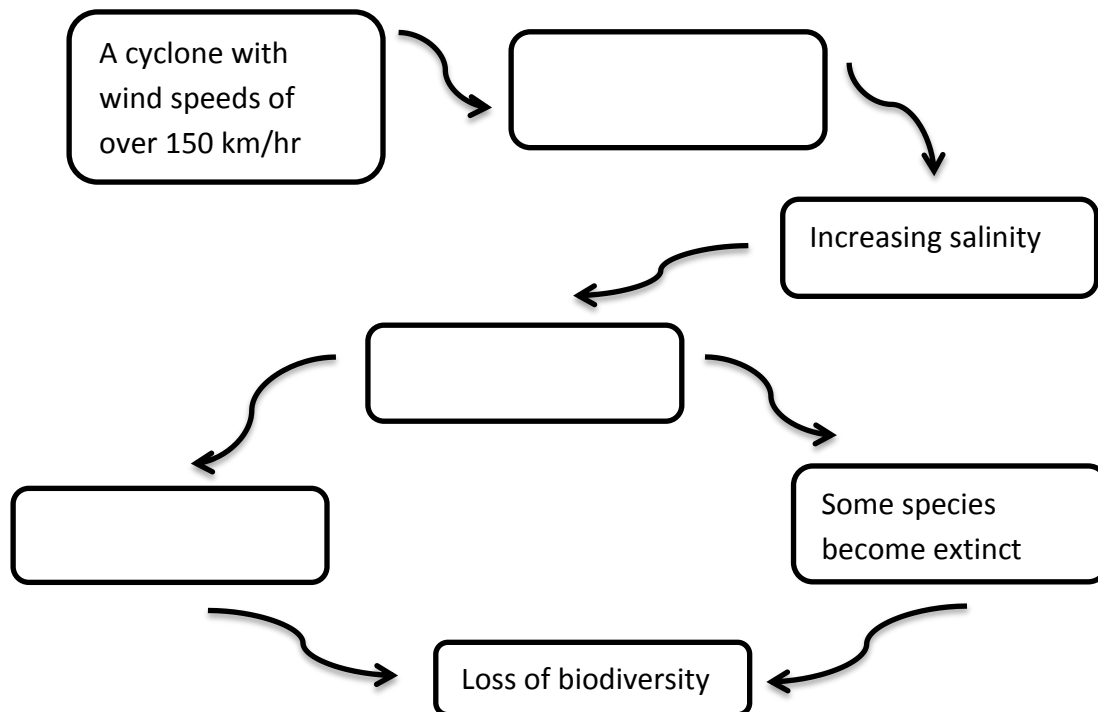 A cyclone with
wind speeds of
over 150 km/hr
Increasing salinity
Some species
become extinct
Loss of biodiversity